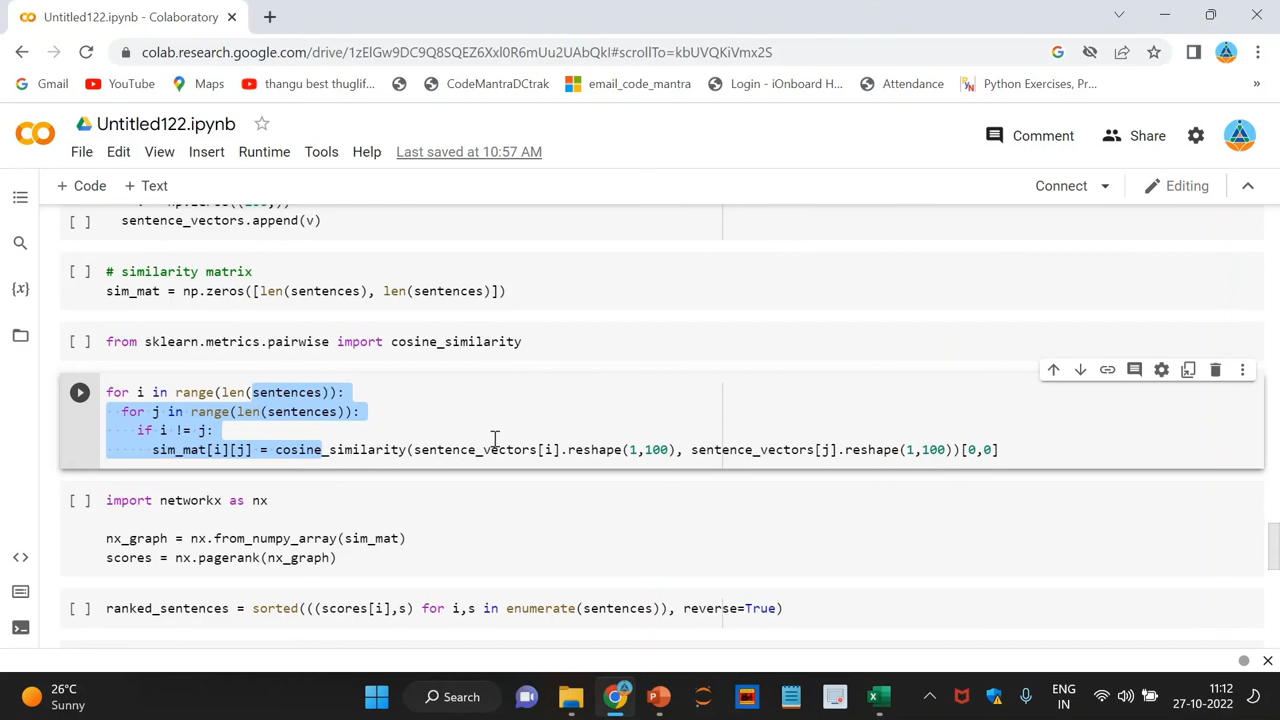 Untitled122.ipynb - Colaboratory
colab.research.google.com/drive/1zElGw9DC9Q8SQEZ6Xxl0R6mUu2UAbQkI#scrollTo=kbUVQKiVmx2S
Gmail YouTube Maps thangu best thuglif... CodeMantraDCtrak email_code_mantra Login - iOnboard H... Attendance Python Exercises, Pr... »
Untitled122.ipynb
File Edit View Insert Runtime Tools Help Last saved at 10:57 AM
Comment Share
+ Code + Text Connect Editing
[ ] sentence_vectors.append(v)
[ ] # similarity matrix
sim_mat = np.zeros([len(sentences), len(sentences)])
[ ] from sklearn.metrics.pairwise import cosine_similarity
for i in range(len(sentences)):
for j in range(len(sentences)):
if i != j:
sim_mat[i][j] = cosine_similarity(sentence_vectors[i].reshape(1,100), sentence_vectors[j].reshape(1,100))[0,0]
[ ] import networkx as nx
nx_graph = nx.from_numpy_array(sim_mat)
scores = nx.pagerank(nx_graph)
[ ] ranked_sentences = sorted(((scores[i],s) for i,s in enumerate(sentences)), reverse=True)
26°C
Sunny
Search
ENG
IN
11:12
27-10-2022